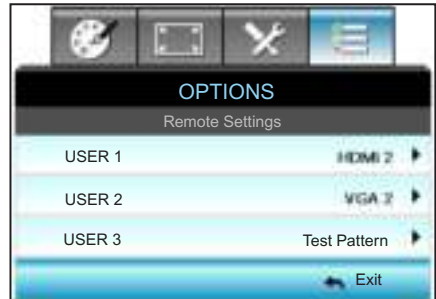 OPTIONS
Remote Settings
USER 1 HDMI 2
USER 2 VGA 2
USER 3 Test Pattern
Exit